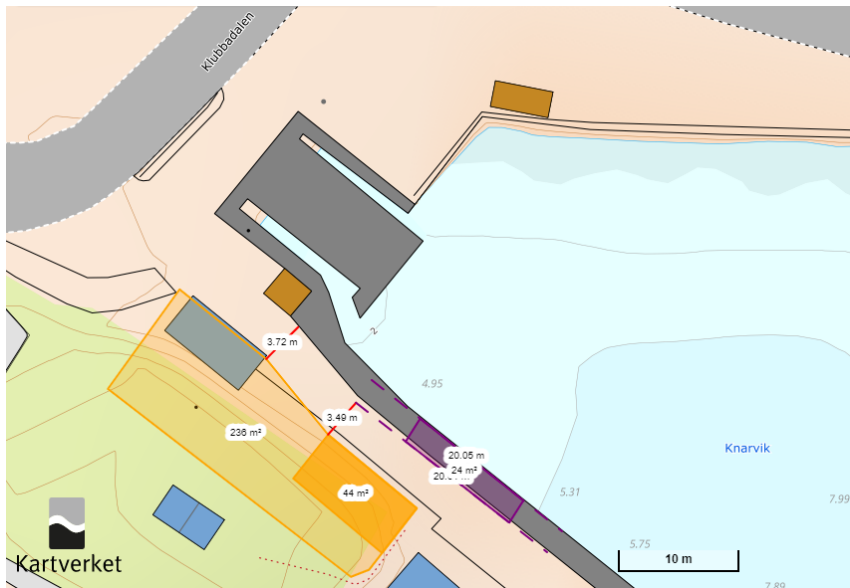 Klubbadalen
3.72 m
2
4.95
3.49 m
236 m²
20.05 m
24 m²
Knarvik
44 m²
5.31
7.99
5.75
10 m
7.89
Kartverket